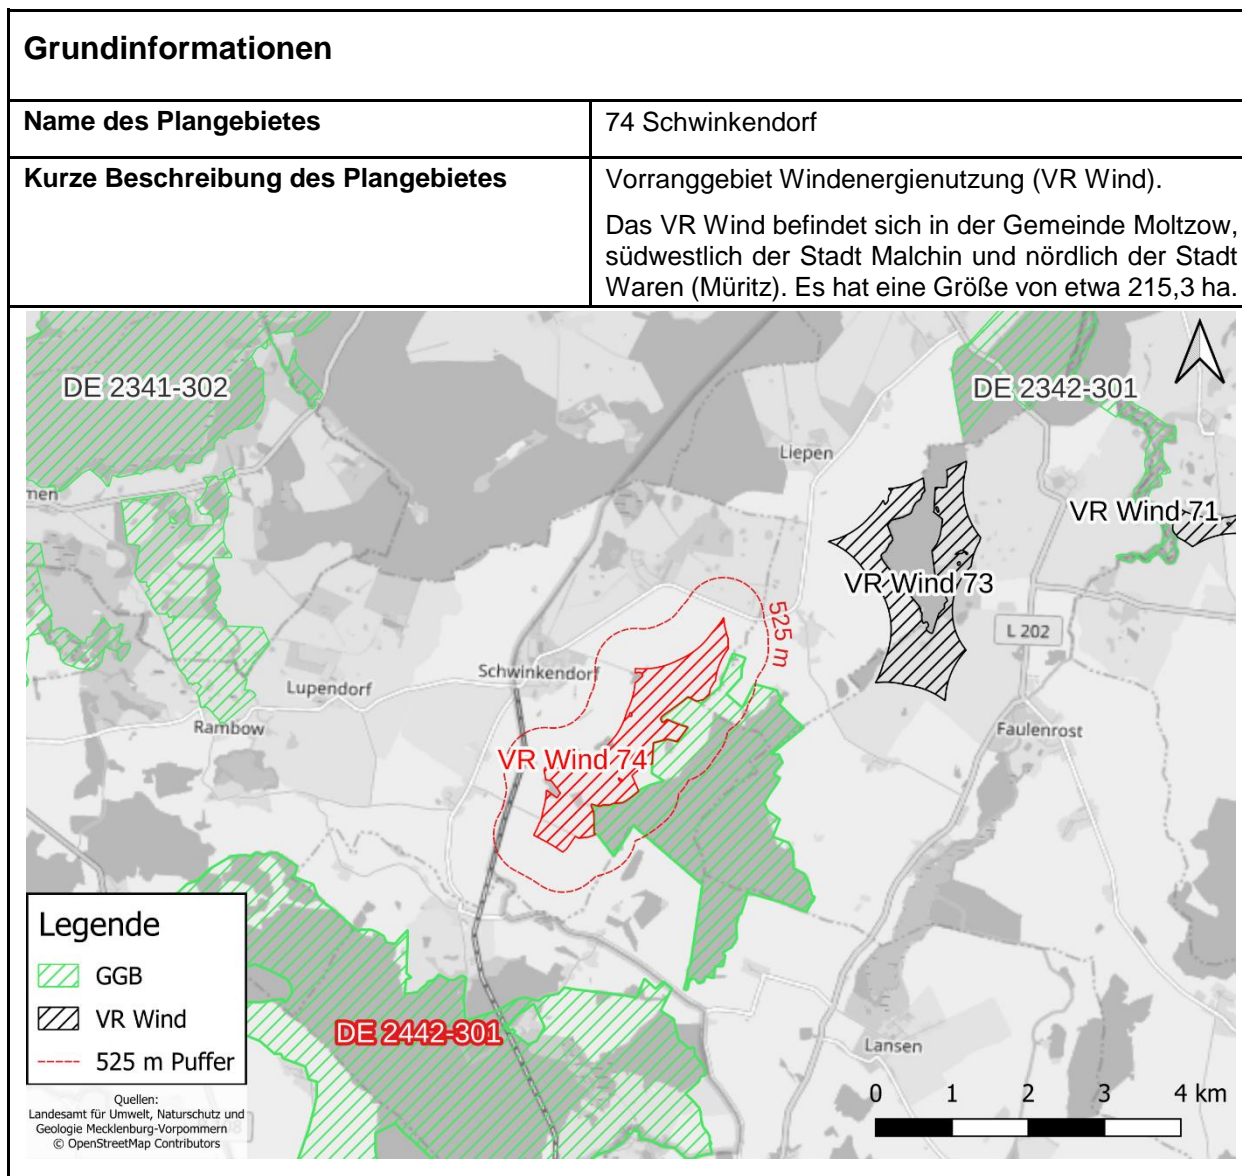 Grundinformationen
Name des Plangebietes
74 Schwinkendorf
Kurze Beschreibung des Plangebietes
Vorranggebiet Windenergienutzung (VR Wind).
Das VR Wind befindet sich in der Gemeinde Moltzow,
südwestlich der Stadt Malchin und nördlich der Stadt
Waren (Müritz). Es hat eine Größe von etwa 215,3 ha.
DE 2341-302
DE 2342-301
Liepen
men
VR Wind 71
VR Wind 73
525 m
L 202
Schwinkendorf
Lupendorf
Rambow
Faulenrost
VR Wind 74
Legende
GGB
VR Wind
525 m Puffer
DE 2442-301
Lansen
Quellen:
Landesamt für Umwelt, Naturschutz und
Geologie Mecklenburg-Vorpommern
© OpenStreetMap Contributors
0 1 2 3 4 km